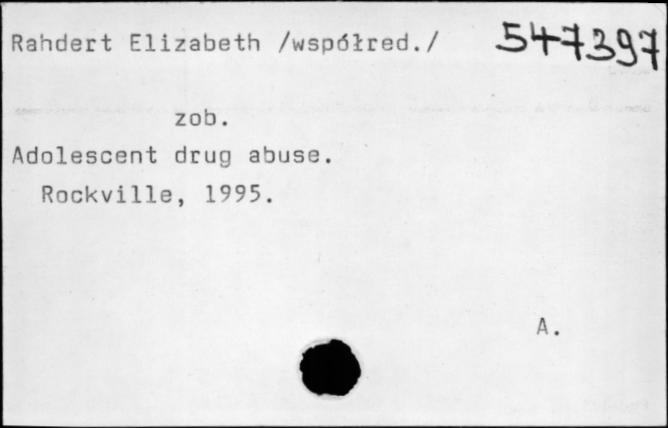 Rahdert Elizabeth /współred./ 547397
zob.
Adolescent drug abuse.
Rockville, 1995.
A.